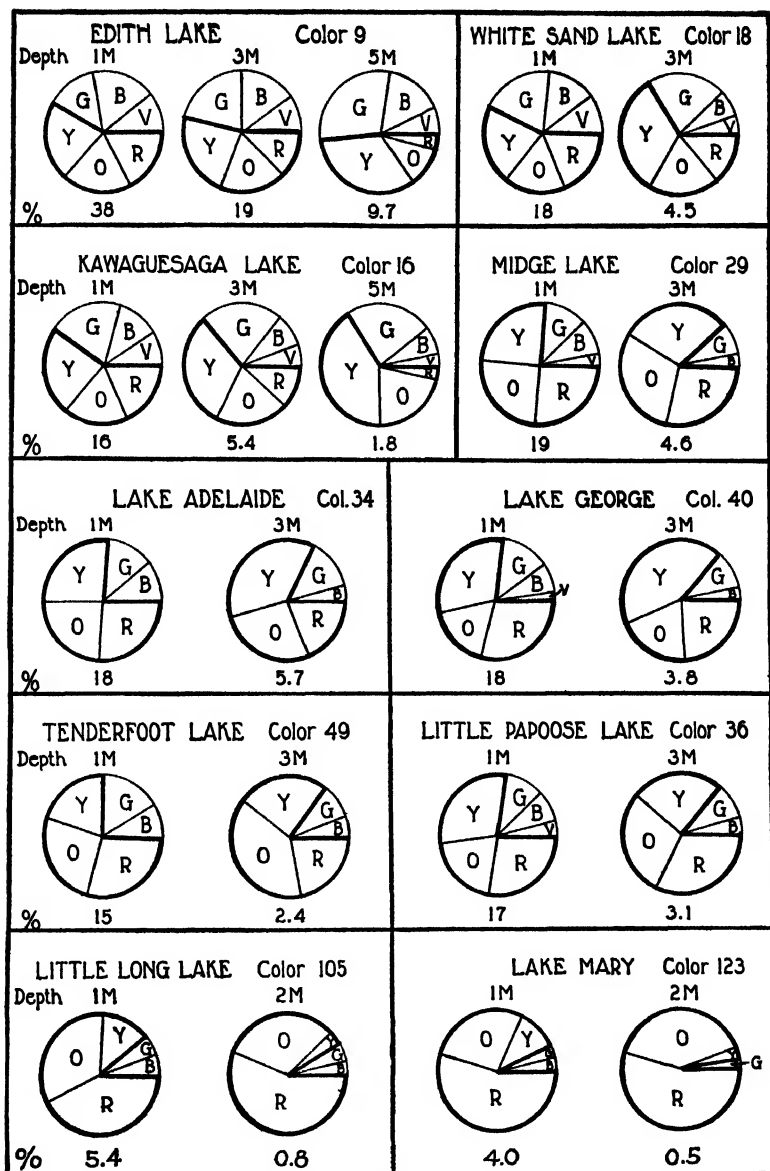 EDITH LAKE Color 9
Depth 1M 3M 5M
G B V R O Y
G B V R O Y
G B V R O Y
% 38 19 9.7
WHITE SAND LAKE Color 18
1M 3M
G B V R O Y
G B V R O Y
18 4.5
KAWAGUESAGA LAKE Color 16
Depth 1M 3M 5M
G B V R O Y
G B V R O Y
G B V R O Y
% 16 5.4 1.8
MIDGE LAKE Color 29
1M 3M
Y G B V R O
Y G B R O
19 4.6
LAKE ADELAIDE Col. 34
Depth 1M 3M
Y G B R O
Y G B R O
% 18 5.7
LAKE GEORGE Col. 40
1M 3M
Y G B V R O
Y G B R O
18 3.8
TENDERFOOT LAKE Color 49
Depth 1M 3M
Y G B R O
Y G B R O
% 15 2.4
LITTLE PAPOOSE LAKE Color 36
1M 3M
Y G B V R O
Y G B R O
17 3.1
LITTLE LONG LAKE Color 105
Depth 1M 2M
O Y G B R
O Y G B R
% 5.4 0.8
LAKE MARY Color 123
1M 2M
O Y G B R
O Y G R
4.0 0.5